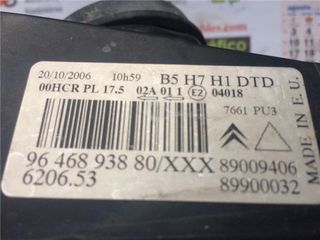 20/10/2006 10h59 B5 H7 H1 DTD
00HCR PL 17.5 02A 01 1 E2 04018
7661 PU3
MADE IN E.U.
96 468 938 80/XXX 89009406
6206.53 89900032